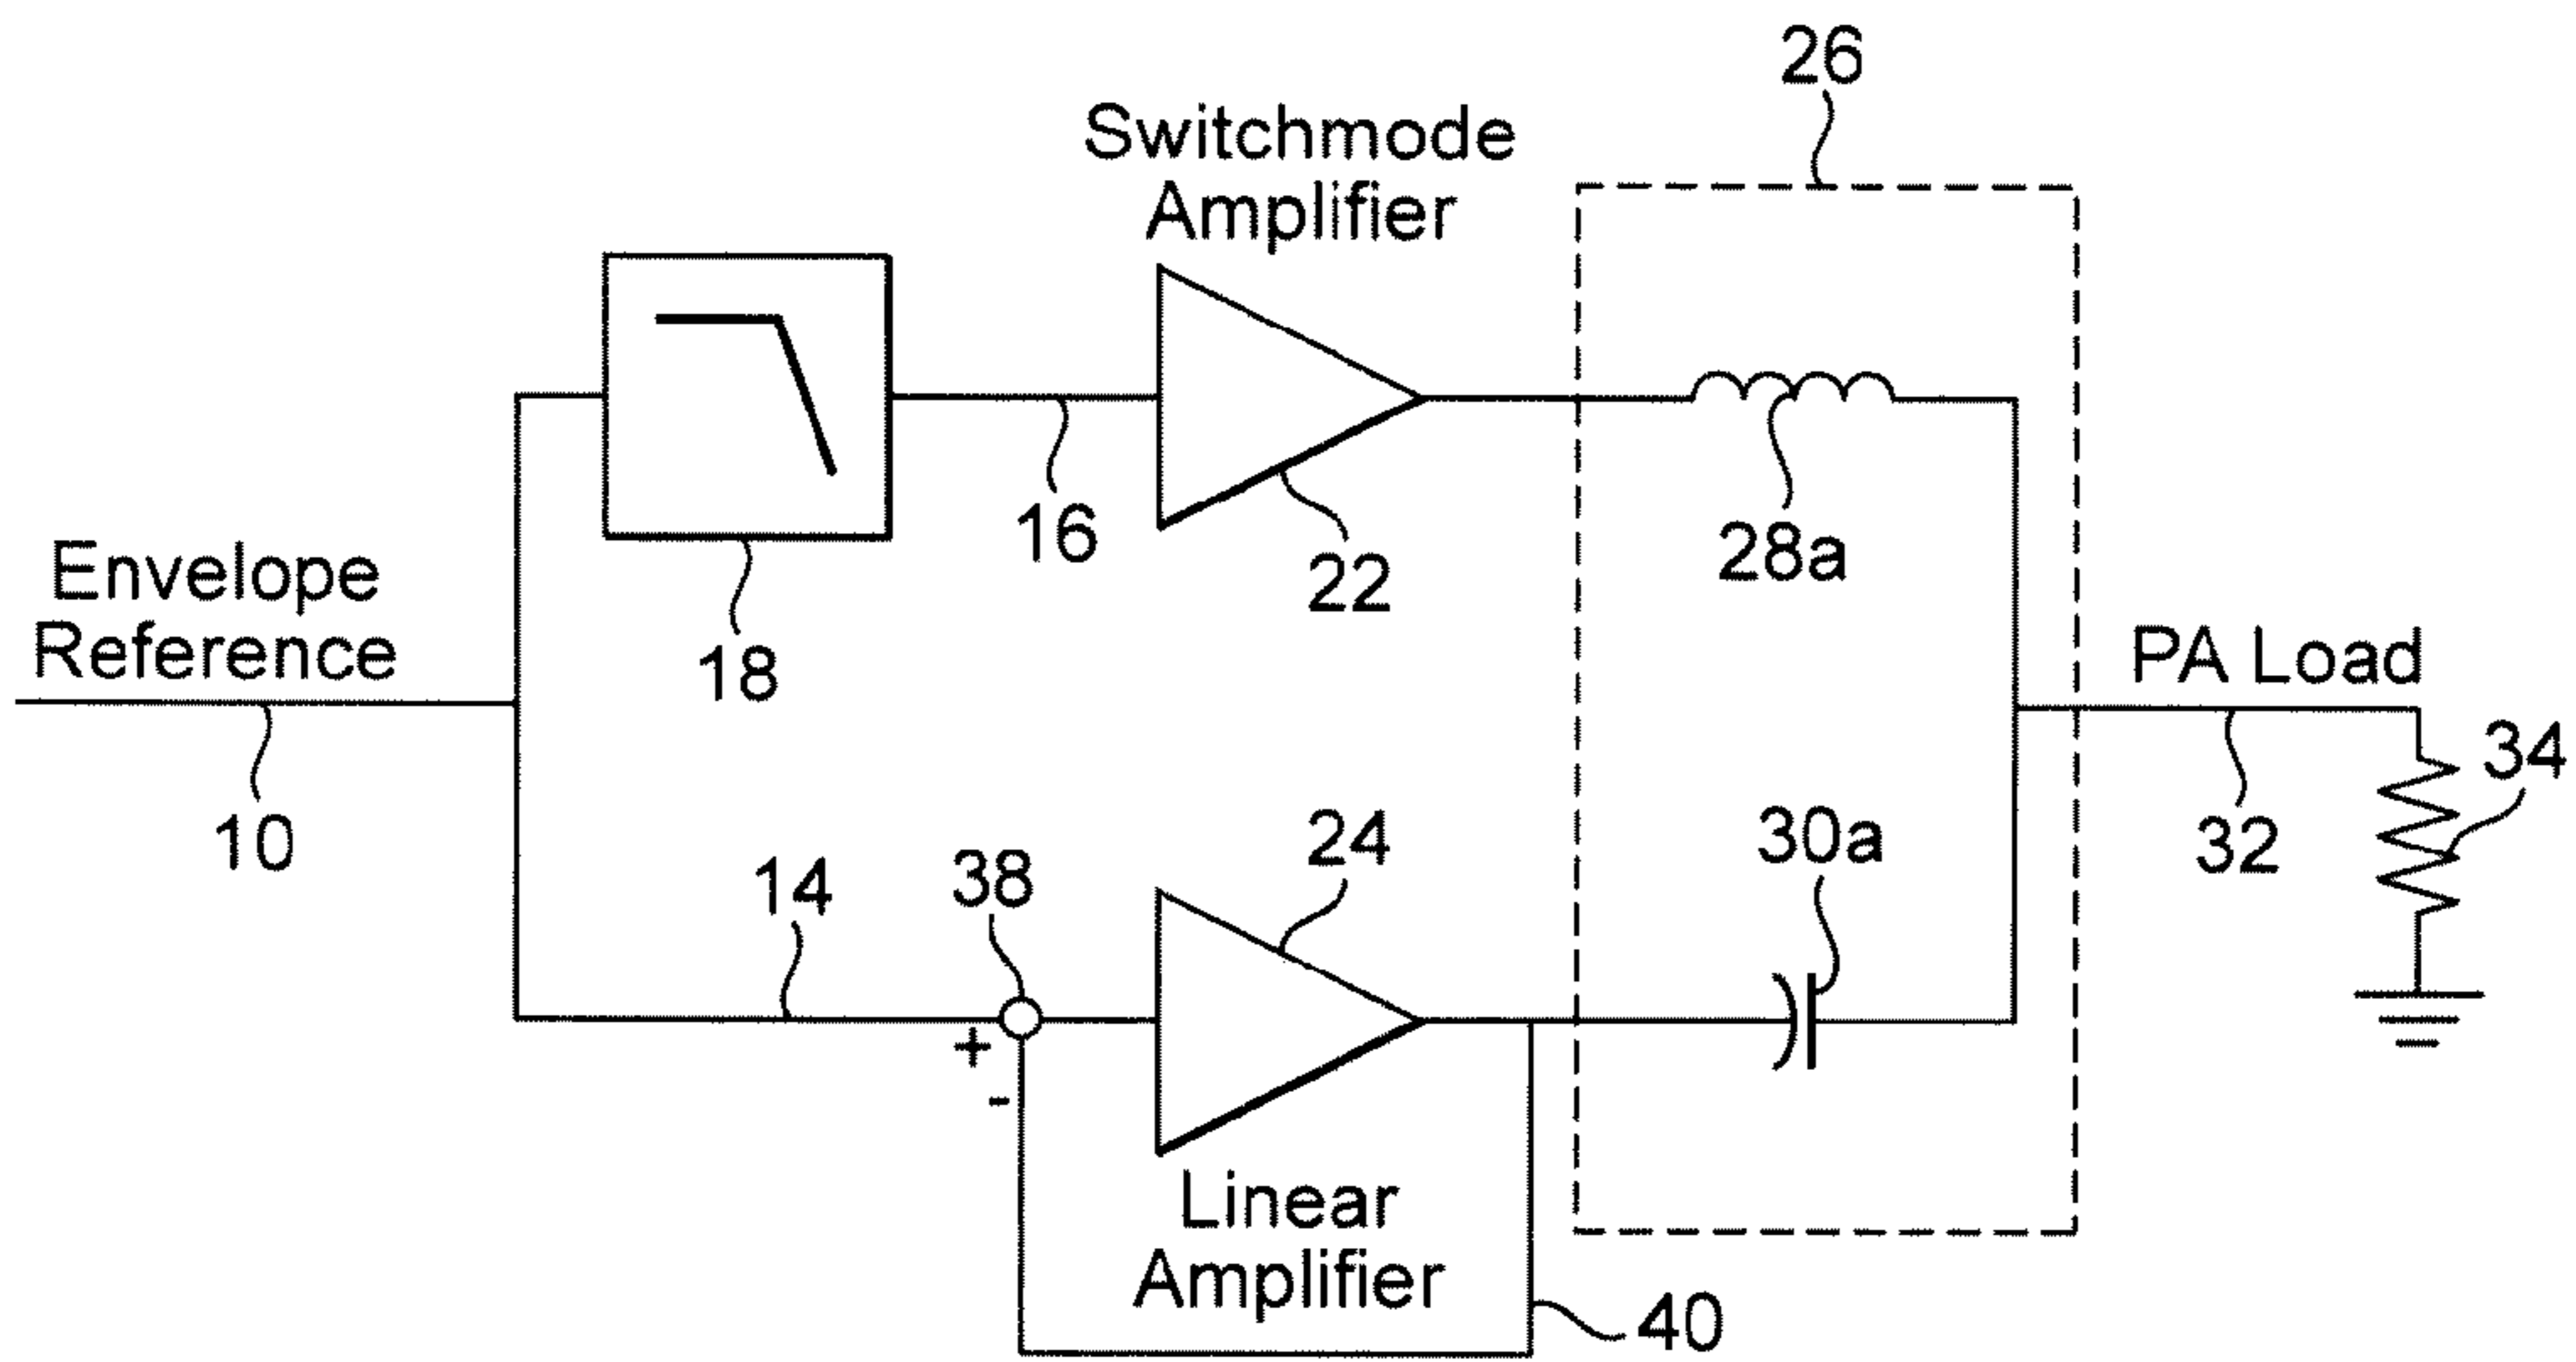 26
Switchmode
Amplifier
16
22
28a
Envelope
Reference
18
10
PA Load
34
32
14
38
24
30a
+
-
Linear
Amplifier
40